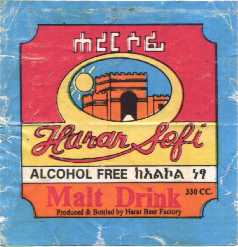 ሐረር ሶፊ
Harar Sofi
ALCOHOL FREE ከአልኮል ነፃ
Malt Drink 330 CC.
Produced & Bottled by Harar Beer Factory